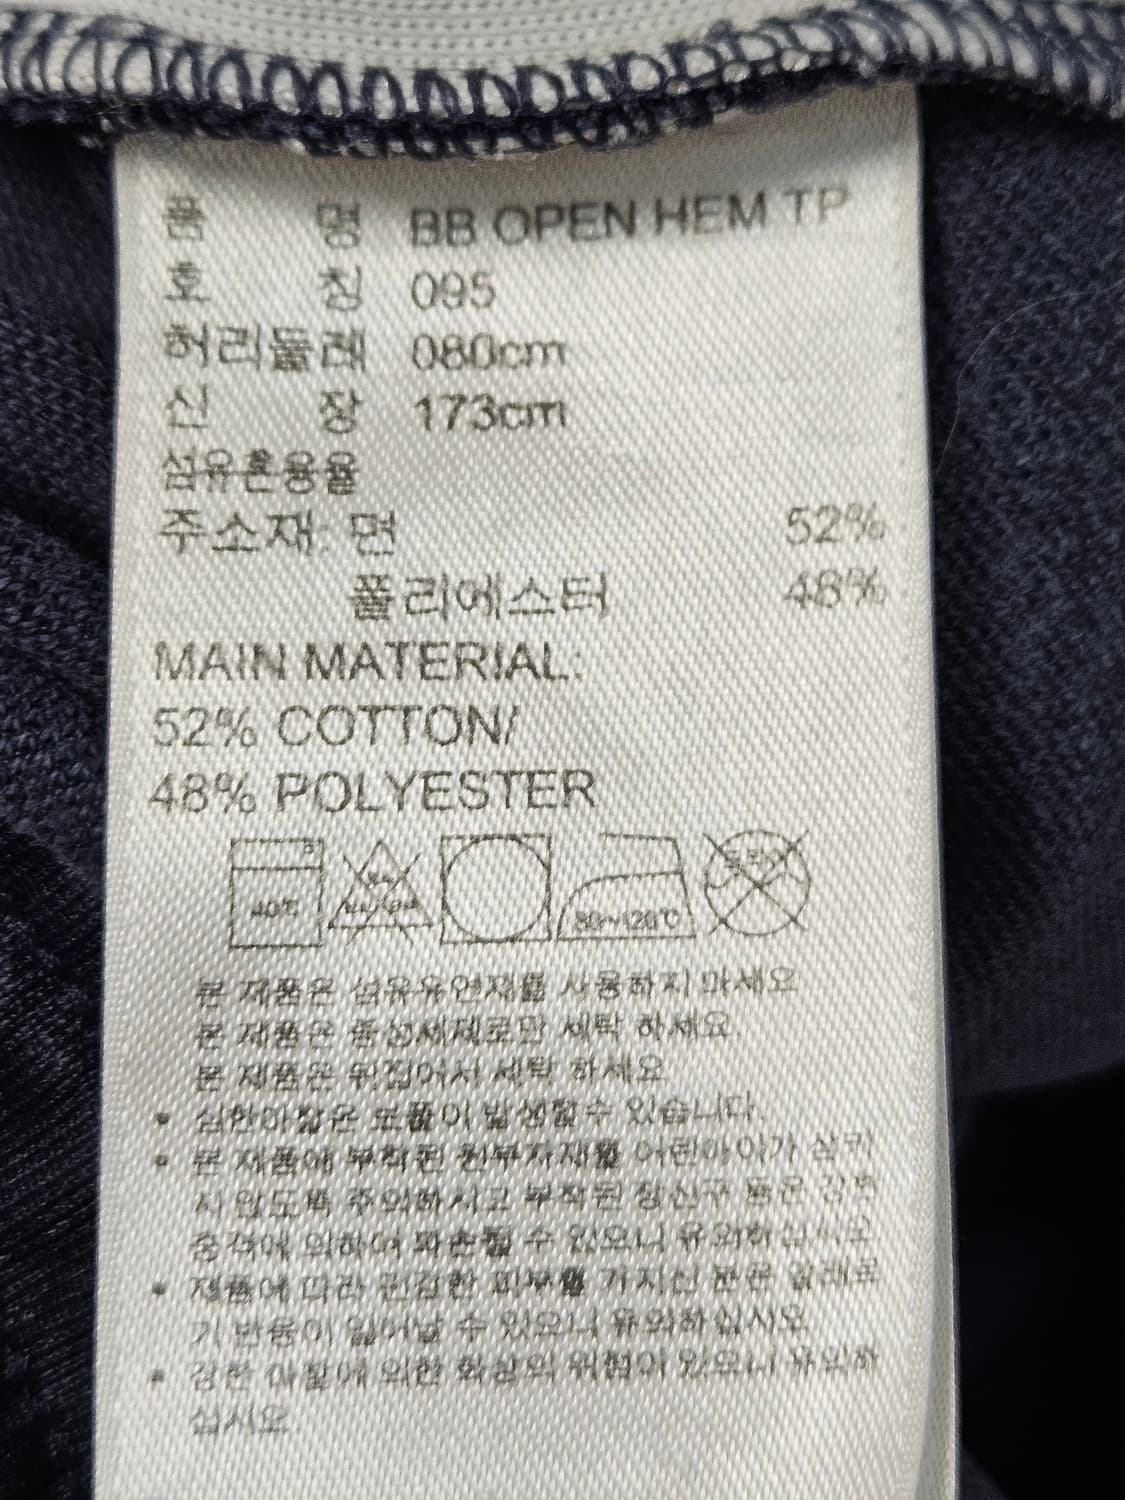 품 명 BB OPEN HEM TP
호 칭 095
허리둘레 080cm
신 장 173cm
섬유혼용율
주소재: 면 52%
폴리에스터 48%
MAIN MATERIAL:
52% COTTON/
48% POLYESTER
40℃ 80~120℃
본 제품은 섬유유연제를 사용하지 마세요
본 제품은 중성세제로만 세탁 하세요
본 제품은 뒤집어서 세탁 하세요
• 심한마찰은 보풀이 발생할수 있습니다.
• 본 제품에 부착된 원부자재를 어린아이가 삼키
지 않도록 주의하시고 부착된 장신구 등은 강한
충격에 의하여 파손될 수 있으니 유의하십시오
• 제품에 따라 민감한 피부를 가지신 분은 알레르
기 반응이 일어날 수 있으니 유의하십시오
• 강한 마찰에 의한 화상의 위험이 있으니 유의하
십시오.